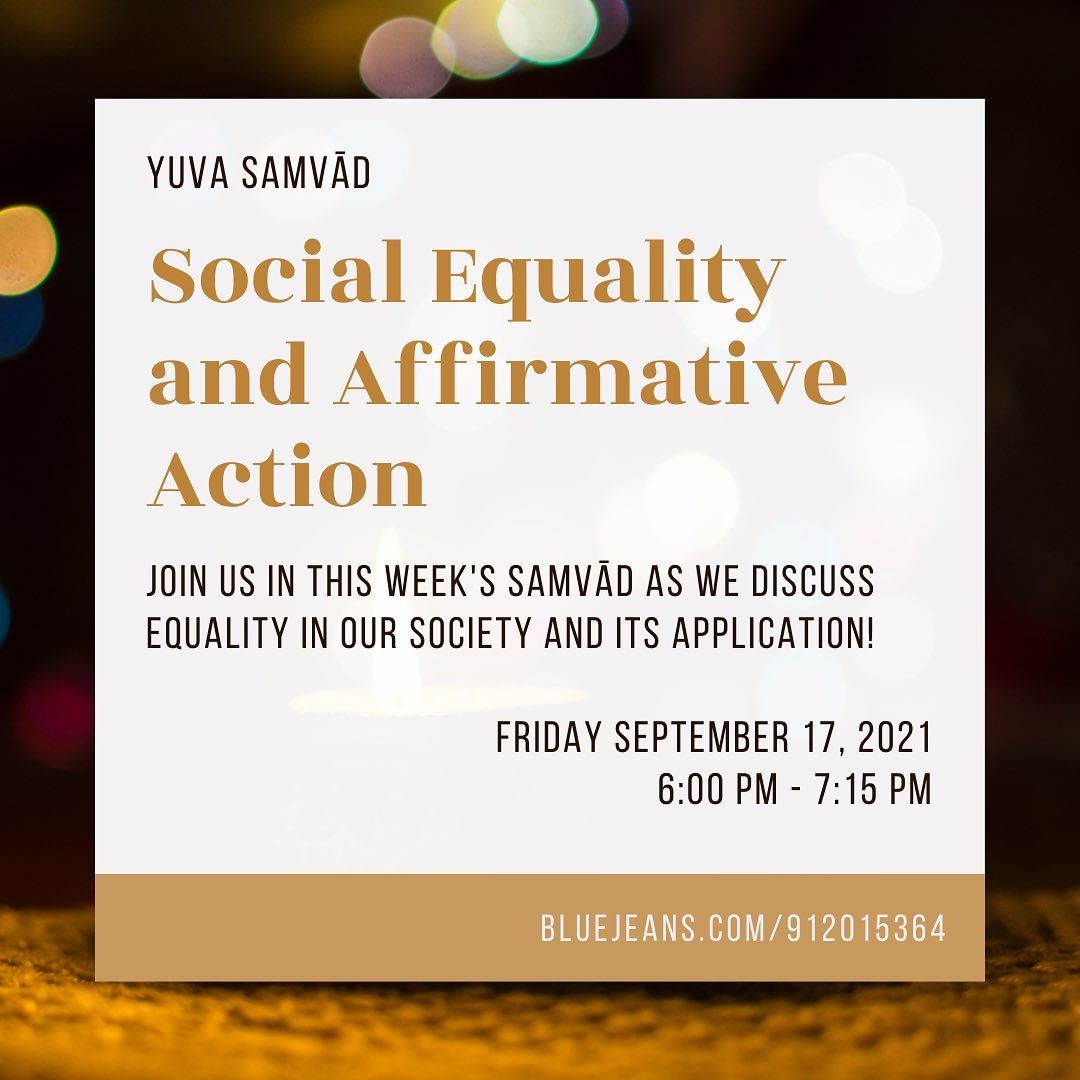 YUVA SAMVĀD
Social Equality
and Affirmative
Action
JOIN US IN THIS WEEK'S SAMVĀD AS WE DISCUSS
EQUALITY IN OUR SOCIETY AND ITS APPLICATION!
FRIDAY SEPTEMBER 17, 2021
6:00 PM - 7:15 PM
BLUEJEANS.COM/912015364